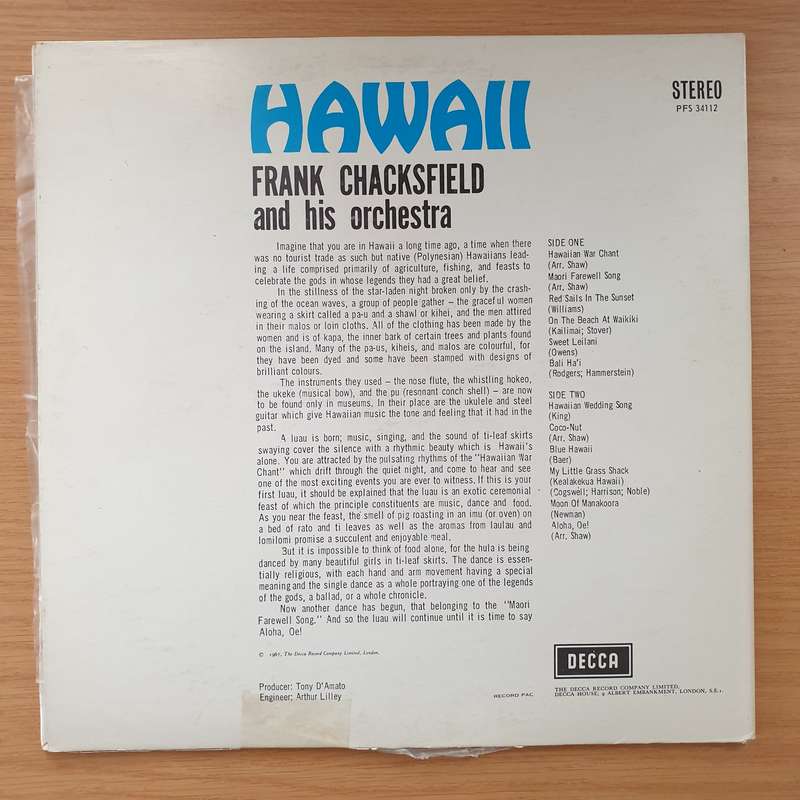 HAWAII
STEREO
PFS 34112
FRANK CHACKSFIELD
and his orchestra
Imagine that you are in Hawaii a long time ago, a time when there
was no tourist trade as such but native (Polynesian) Hawaiians lead-
ing a life comprised primarily of agriculture, fishing, and feasts to
celebrate the gods in whose legends they had a great belief.
In the stillness of the star-laden night broken only by the crash-
ing of the ocean waves, a group of people gather – the graceful women
wearing a skirt called a pa-u and a shawl or kihei, and the men attired
in their malos or loin cloths. All of the clothing has been made by the
women and is of kapa, the inner bark of certain trees and plants found
on the island. Many of the pa-us, kiheis, and malos are colourful, for
they have been dyed and some have been stamped with designs of
brilliant colours.
The instruments they used – the nose flute, the whistling hokeo,
the ukeke (musical bow), and the pu (resonant conch shell) – are now
to be found only in museums. In their place are the ukulele and steel
guitar which give Hawaiian music the tone and feeling that it had in the
past.
A luau is born; music, singing, and the sound of ti-leaf skirts
swaying cover the silence with a rhythmic beauty which is Hawaii's
alone. You are attracted by the pulsating rhythms of the "Hawaiian War
Chant" which drift through the quiet night, and come to hear and see
one of the most exciting events you are ever to witness. If this is your
first luau, it should be explained that the luau is an exotic ceremonial
feast of which the principle constituents are music, dance and food.
As you near the feast, the smell of pig roasting in an imu (or oven) on
a bed of rato and ti leaves as well as the aromas from laulau and
lomilomi promise a succulent and enjoyable meal.
But it is impossible to think of food alone, for the hula is being
danced by many beautiful girls in ti-leaf skirts. The dance is essen-
tially religious, with each hand and arm movement having a special
meaning and the single dance as a whole portraying one of the legends
of the gods, a ballad, or a whole chronicle.
Now another dance has begun, that belonging to the "Maori
Farewell Song." And so the luau will continue until it is time to say
Aloha, Oe!
© 1967, The Decca Record Company Limited, London.
Producer: Tony D'Amato
Engineer; Arthur Lilley
SIDE ONE
Hawaiian War Chant
(Arr. Shaw)
Maori Farewell Song
(Arr. Shaw)
Red Sails In The Sunset
(Williams)
On The Beach At Waikiki
(Kailimai; Stover)
Sweet Leilani
(Owens)
Bali Ha'i
(Rodgers; Hammerstein)
SIDE TWO
Hawaiian Wedding Song
(King)
Coco-Nut
(Arr. Shaw)
Blue Hawaii
(Baer)
My Little Grass Shack
(Kealakekua Hawaii)
(Cogswell; Harrison; Noble)
Moon Of Manakoora
(Newman)
Aloha, Oe!
(Arr. Shaw)
DECCA
RECORD PAC.
THE DECCA RECORD COMPANY LIMITED,
DECCA HOUSE, 9 ALBERT EMBANKMENT, LONDON, S.E.1.